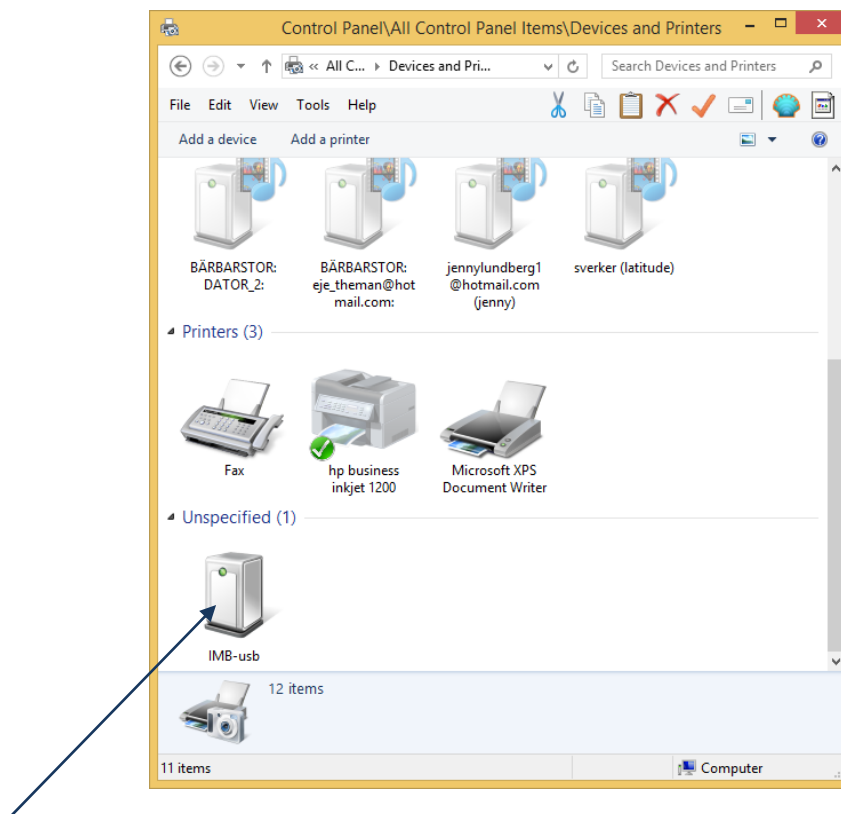 Control Panel\All Control Panel Items\Devices and Printers
« All C... Devices and Pri...
Search Devices and Printers
File Edit View Tools Help
Add a device Add a printer
BÄRBARSTOR:
DATOR_2:
BÄRBARSTOR:
eje_theman@hot
mail.com:
jennylundberg1
@hotmail.com
(jenny)
sverker (latitude)
Printers (3)
Fax
hp business
inkjet 1200
Microsoft XPS
Document Writer
Unspecified (1)
IMB-usb
12 items
11 items
Computer